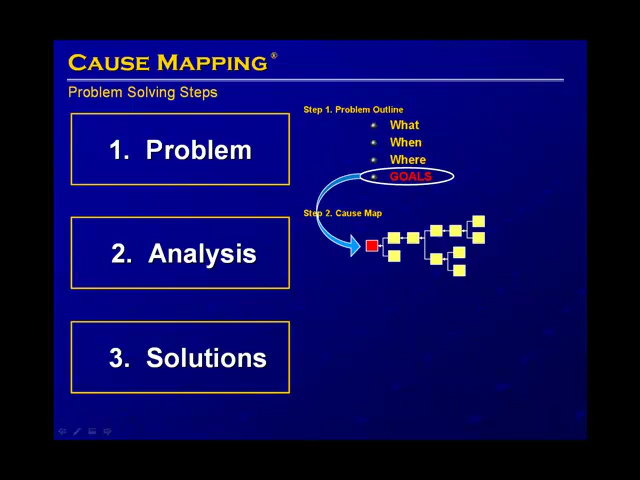 CAUSE MAPPING®
Problem Solving Steps
1. Problem
2. Analysis
3. Solutions
Step 1. Problem Outline
What
When
Where
GOALS
Step 2. Cause Map